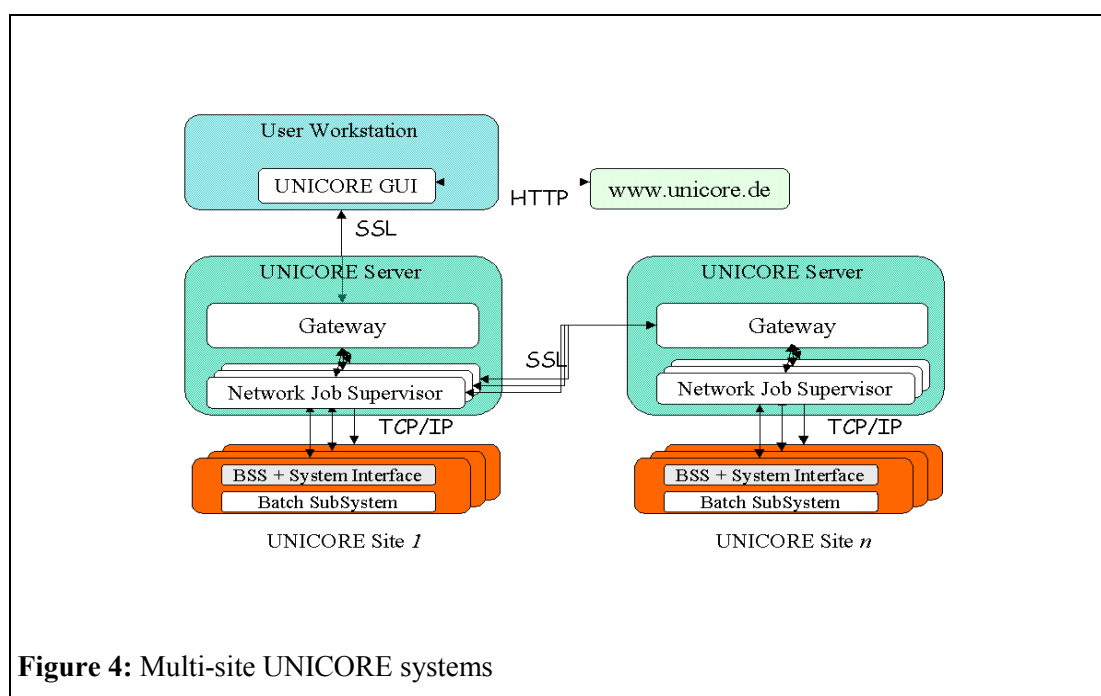 User Workstation
UNICORE GUI
HTTP
www.unicore.de
SSL
UNICORE Server
Gateway
Network Job Supervisor
SSL
UNICORE Server
Gateway
Network Job Supervisor
TCP/IP
BSS + System Interface
Batch SubSystem
UNICORE Site 1
TCP/IP
BSS + System Interface
Batch SubSystem
UNICORE Site n
Figure 4: Multi-site UNICORE systems